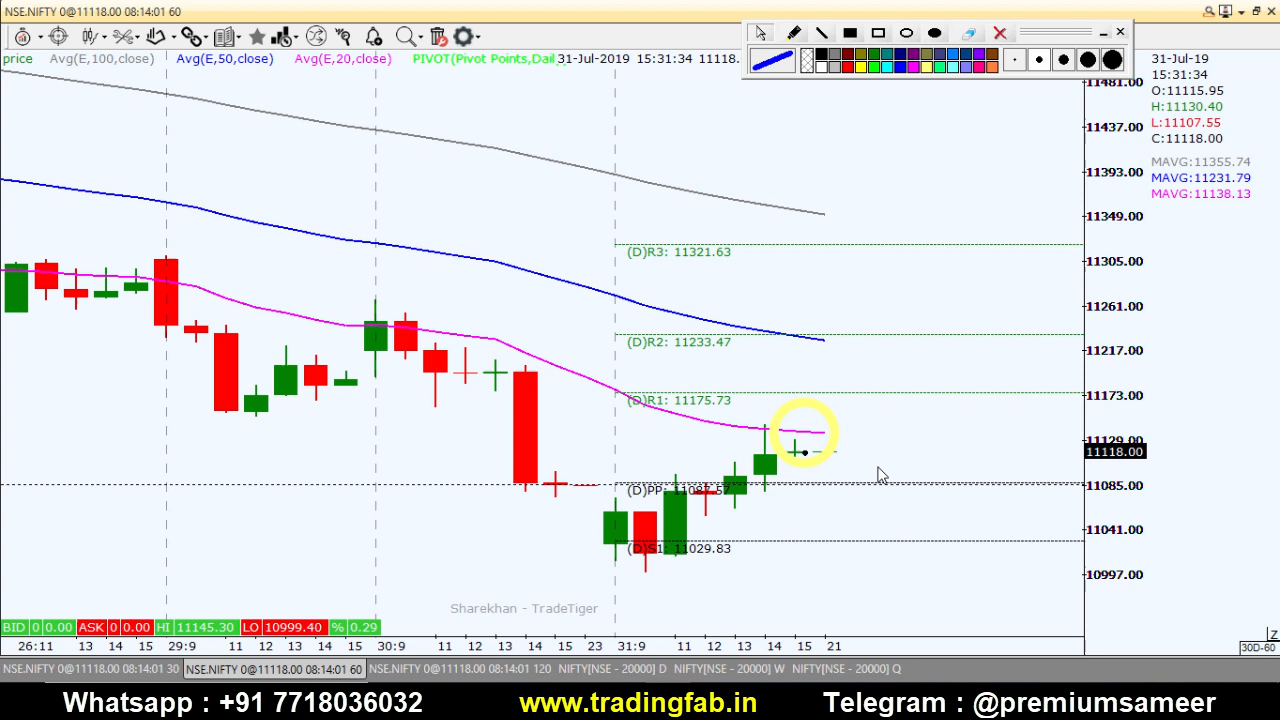 NSE.NIFTY 0@11118.00 08:14:01 60
price Avg(E,100,close) Avg(E,50,close) Avg(E,20,close) PIVOT(Pivot Points,Dail 31-Jul-2019 15:31:34 11118.
31-Jul-19
15:31:34
O:11115.95
H:11130.40
L:11107.55
C:11118.00
MAVG:11355.74
MAVG:11231.79
MAVG:11138.13
11481.00
11437.00
11393.00
11349.00
11305.00
11261.00
11217.00
11173.00
11129.00
11118.00
11085.00
11041.00
10997.00
(D)R3: 11321.63
(D)R2: 11233.47
(D)R1: 11175.73
(D)PP: 11087.57
(D)S1: 11029.83
Sharekhan - TradeTiger
BID 0 0.00 ASK 0 0.00 HI 11145.30 LO 10999.40 % 0.29
26:11 13 14 15 29:9 11 12 13 14 15 30:9 11 12 13 14 15 23 31:9 11 12 13 14 15 21
Z
30D-60
NSE.NIFTY 0@11118.00 08:14:01 30 NSE.NIFTY 0@11118.00 08:14:01 60 NSE.NIFTY 0@11118.00 08:14:01 120 NIFTY[NSE - 20000] D NIFTY[NSE - 20000] W NIFTY[NSE - 20000] Q
Whatsapp : +91 7718036032 www.tradingfab.in Telegram : @premiumsameer